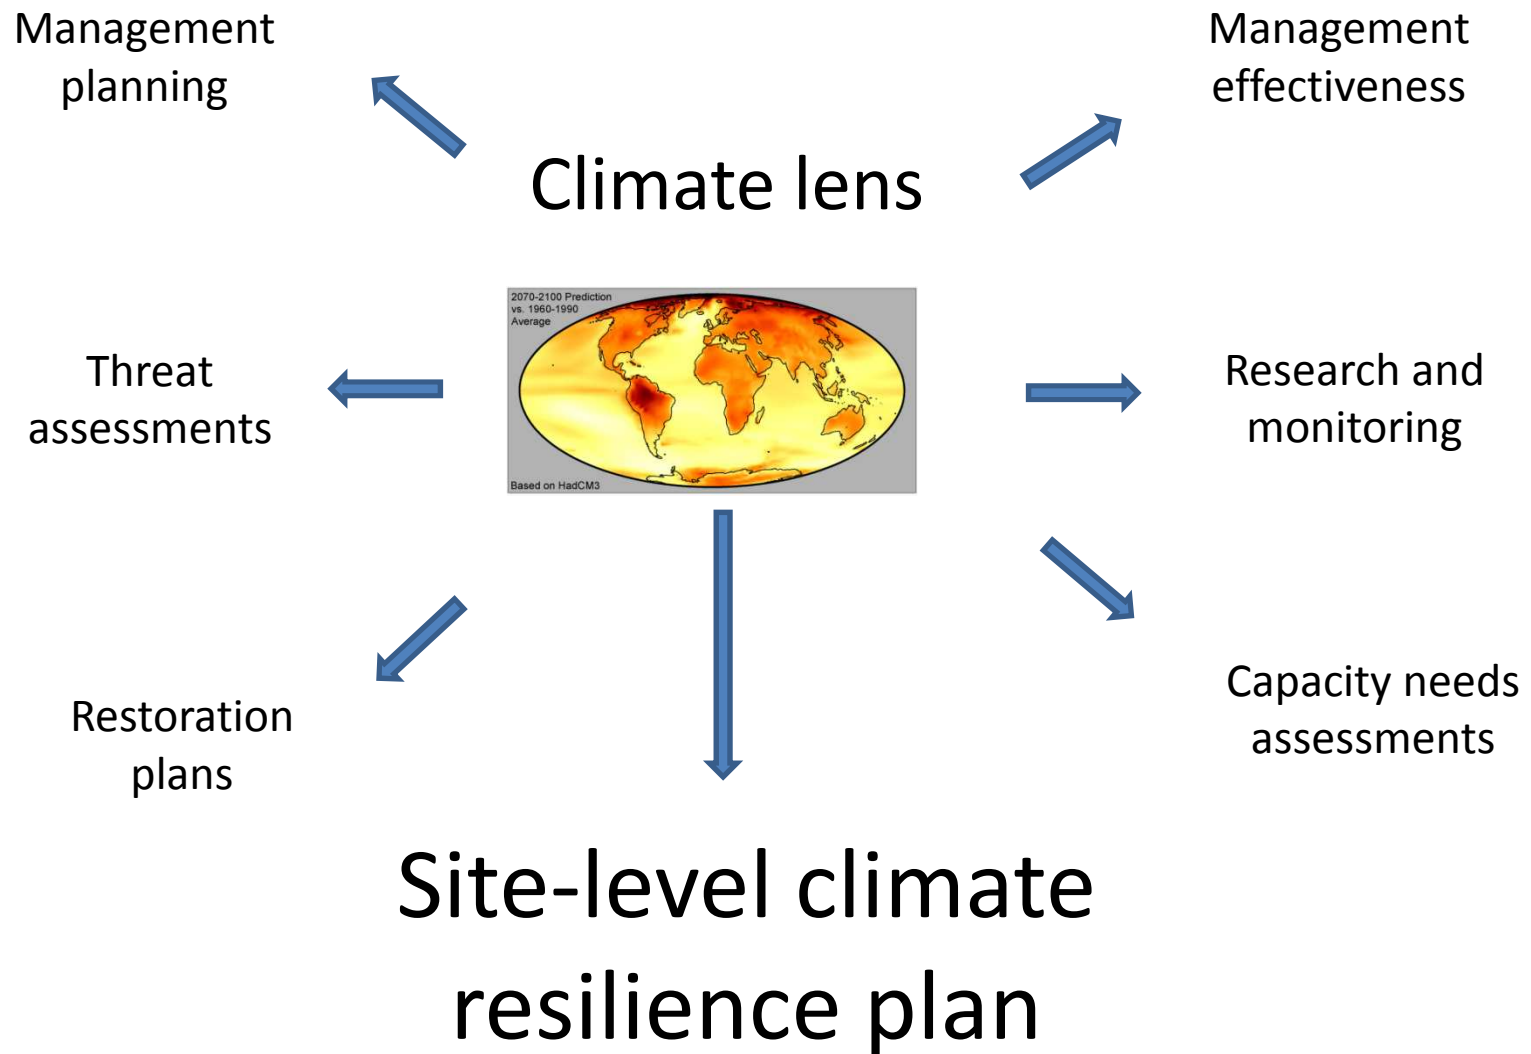 Management
planning
Management
effectiveness
Climate lens
2070-2100 Prediction
vs. 1960-1990
Average
Based on HadCM3
Threat
assessments
Research and
monitoring
Restoration
plans
Capacity needs
assessments
Site-level climate
resilience plan